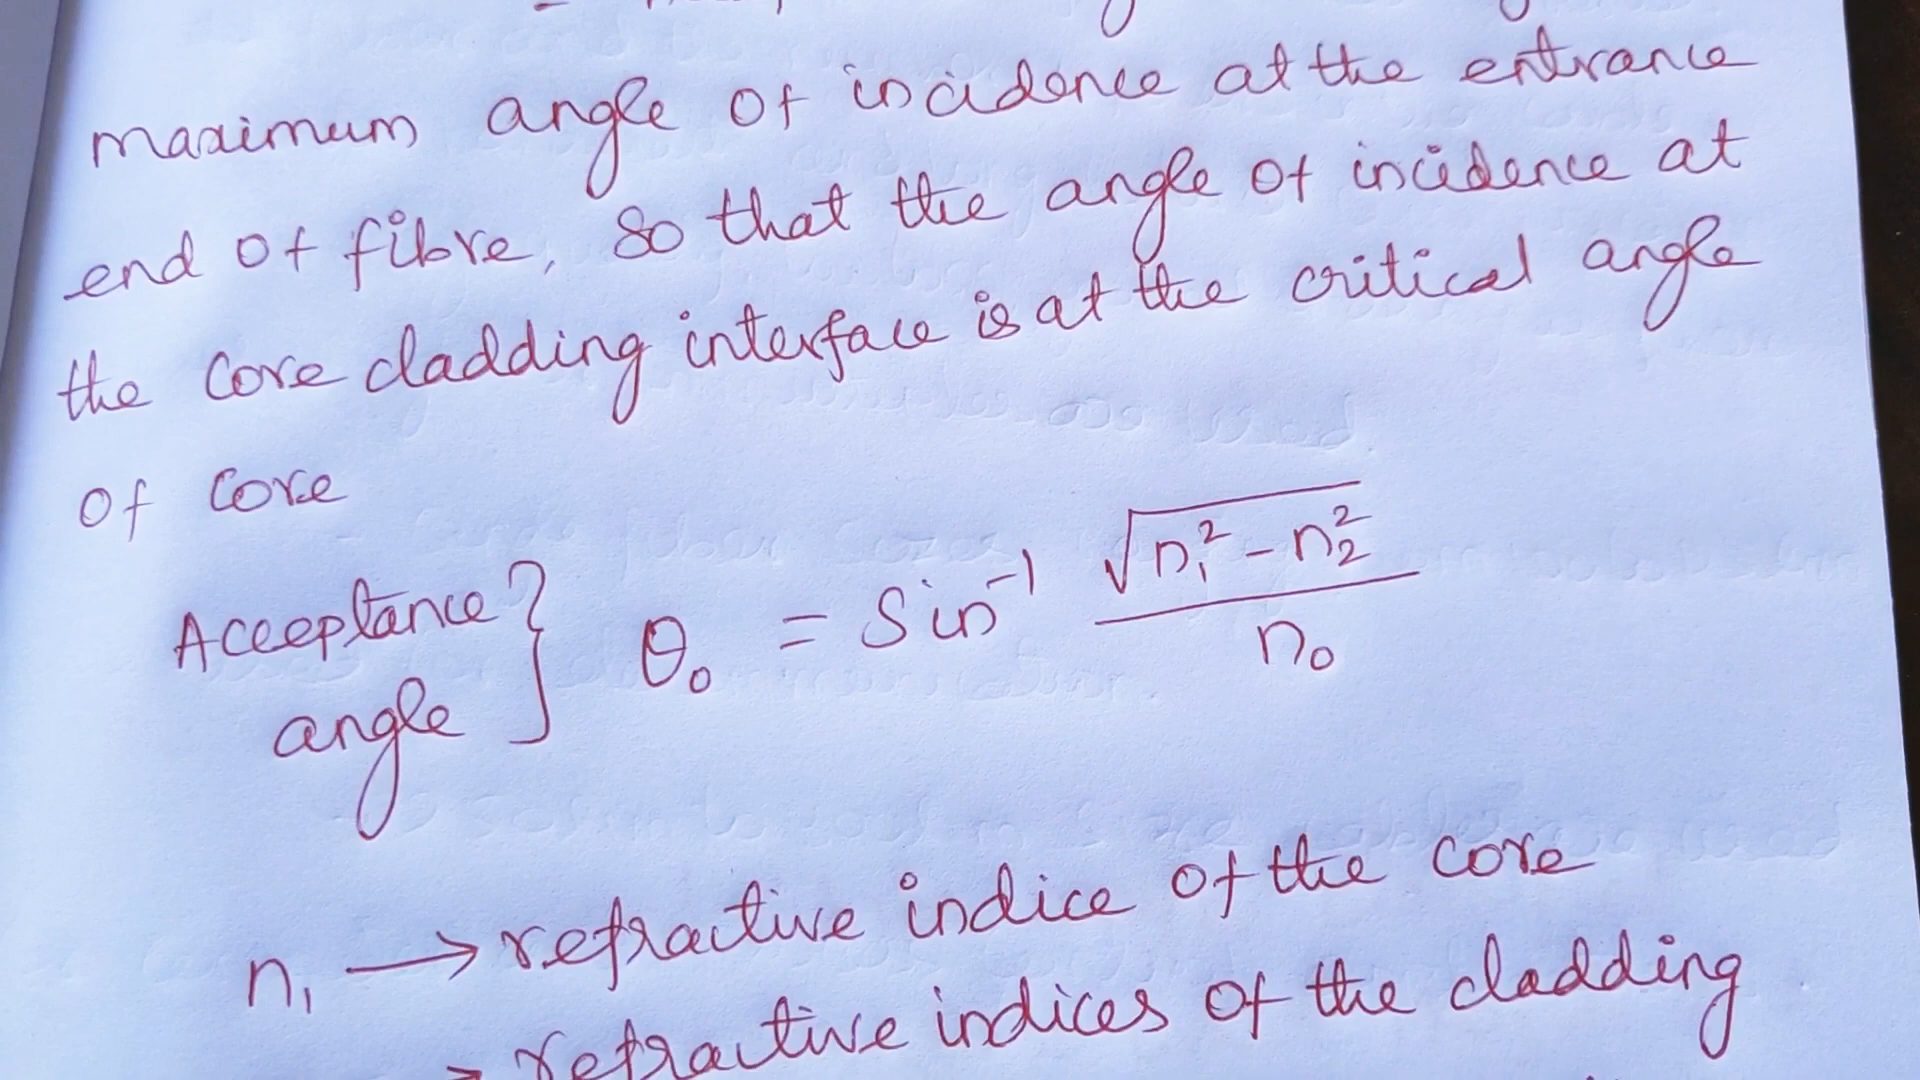 maximum angle of incidence at the entrance
end of fibre, so that the angle of incidence at
the core cladding interface is at the critical angle
of core
Acceptance angle } θ₀ = Sin⁻¹ √(n₁² - n₂²) / n₀
n₁ → refractive indice of the core
→ refractive indices of the cladding